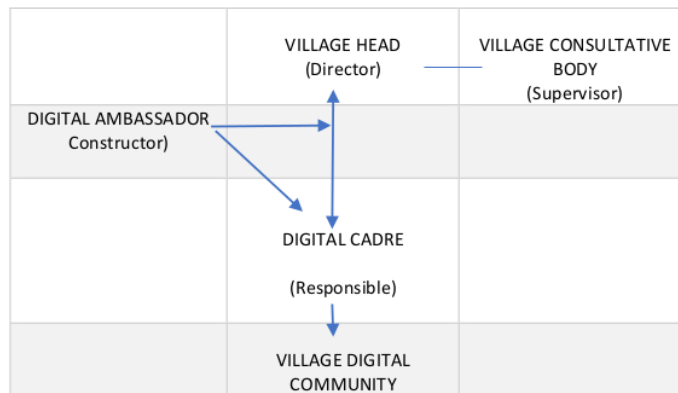 VILLAGE HEAD
(Director)
VILLAGE CONSULTATIVE
BODY
(Supervisor)
DIGITAL AMBASSADOR
Constructor)
DIGITAL CADRE
(Responsible)
VILLAGE DIGITAL
COMMUNITY